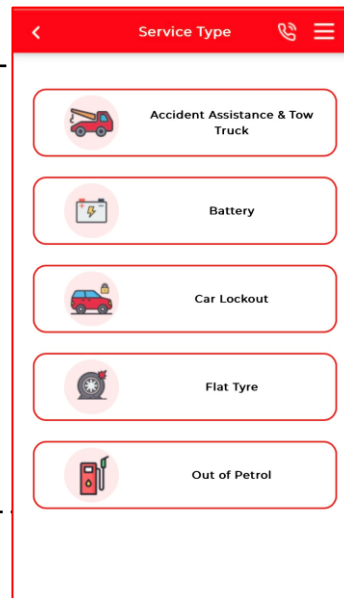 Service Type
Accident Assistance & Tow
Truck
Battery
Car Lockout
Flat Tyre
Out of Petrol